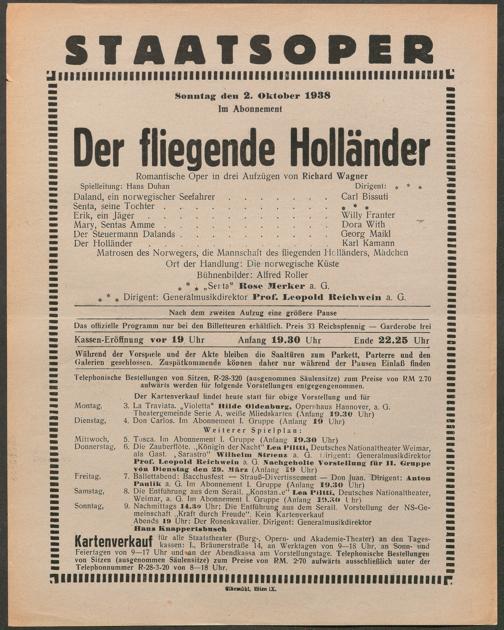 STAATSOPER
Sonntag den 2. Oktober 1938
Im Abonnement
Der fliegende Holländer
Romantische Oper in drei Aufzügen von Richard Wagner
Spielleitung: Hans Duhan Dirigent: * * *
Daland, ein norwegischer Seefahrer . . . . . . . Carl Bissuti
Senta, seine Tochter . . . . . . . * * *
Erik, ein Jäger . . . . . . . Willy Franter
Mary, Sentas Amme . . . . . . . Dora With
Der Steuermann Dalands . . . . . . . Georg Maikl
Der Holländer . . . . . . . Karl Kamann
Matrosen des Norwegers, die Mannschaft des fliegenden Holländers, Mädchen
Ort der Handlung: Die norwegische Küste
Bühnenbilder: Alfred Roller
* * * „Senta" Rose Merker a. G.
* * * Dirigent: Generalmusikdirektor Prof. Leopold Reichwein a. G.
Nach dem zweiten Aufzug eine größere Pause
Das offizielle Programm nur bei den Billetteuren erhältlich. Preis 33 Reichspfennig — Garderobe frei
Kassen-Eröffnung vor 19 Uhr Anfang 19.30 Uhr Ende 22.25 Uhr
Während der Vorspiele und der Akte bleiben die Saaltüren zum Parkett, Parterre und den
Galerien geschlossen. Zuspätkommende können daher nur während der Pausen Einlaß finden
Telephonische Bestellungen von Sitzen, R-28-320 (ausgenommen Säulensitze) zum Preise von RM 2.70
aufwärts werden für folgende Vorstellungen entgegengenommen.
Der Kartenverkauf findet heute statt für obige Vorstellung und für
Montag, 3. La Traviata. „Violetta" Hilde Oldenburg, Opernhaus Hannover, a. G.
Theatergemeinde Serie A, weiße Mliedskarten (Anfang 19.30 Uhr)
Dienstag, 4. Don Carlos. Im Abonnement I. Gruppe (Anfang 19 Uhr)
Weiterer Spielplan:
Mittwoch, 5. Tosca. Im Abonnement I. Gruppe (Anfang 19.30 Uhr)
Donnerstag, 6. Die Zauberflöte. „Königin der Nacht" Lea Piltti, Deutsches Nationaltheater Weimar,
als Gast. „Sarastro" Wilhelm Strienz a. G. Dirigent: Generalmusikdirektor
Prof. Leopold Reichwein a. G. Nachgeholte Vorstellung für II. Gruppe
von Dienstag den 29. März (Anfang 19 Uhr)
Freitag, 7. Ballettabend: Bacchusfest — Strauß-Divertissement — Don Juan. Dirigent: Anton
Paulik a. G. Im Abonnement I. Gruppe (Anfang 19.30 Uhr)
Samstag, 8. Die Entführung aus dem Serail. „Konstanze" Lea Piltti, Deutsches Nationaltheater,
Weimar, a. G. Im Abonnement I. Gruppe (Anfang 19.30 Uhr)
Sonntag, 9. Nachmittags 14.30 Uhr: Die Entführung aus dem Serail. Vorstellung der NS-Ge-
meinschaft „Kraft durch Freude". Kein Kartenverkauf
Abends 19 Uhr: Der Rosenkavalier. Dirigent: Generalmusikdirektor
Hans Knappertsbusch
Kartenverkauf für alle Staatstheater (Burg-, Opern- und Akademie-Theater) an den Tages-
kassen: I., Bräunerstraße 14, an Werktagen von 9—18 Uhr, an Sonn- und
Feiertagen von 9—17 Uhr und an der Abendkassa am Vorstellungstage. Telephonische Bestellungen
von Sitzen (ausgenommen Säulensitze) zum Preise von RM. 2·70 aufwärts ausschließlich unter der
Telephonnummer R-28-3-20 von 8—18 Uhr.
Elbemühl, Wien IX.